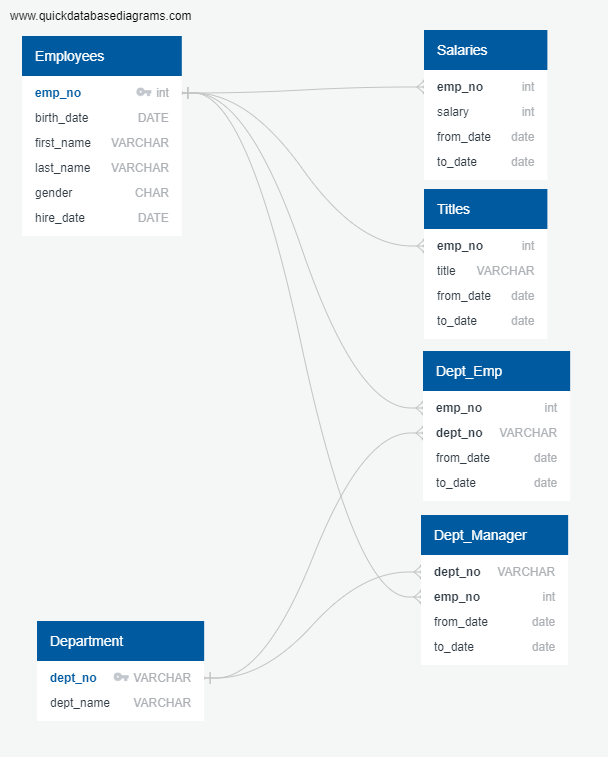 www.quickdatabasediagrams.com
Employees
emp_no int
birth_date DATE
first_name VARCHAR
last_name VARCHAR
gender CHAR
hire_date DATE
Salaries
emp_no int
salary int
from_date date
to_date date
Titles
emp_no int
title VARCHAR
from_date date
to_date date
Dept_Emp
emp_no int
dept_no VARCHAR
from_date date
to_date date
Dept_Manager
dept_no VARCHAR
emp_no int
from_date date
to_date date
Department
dept_no VARCHAR
dept_name VARCHAR